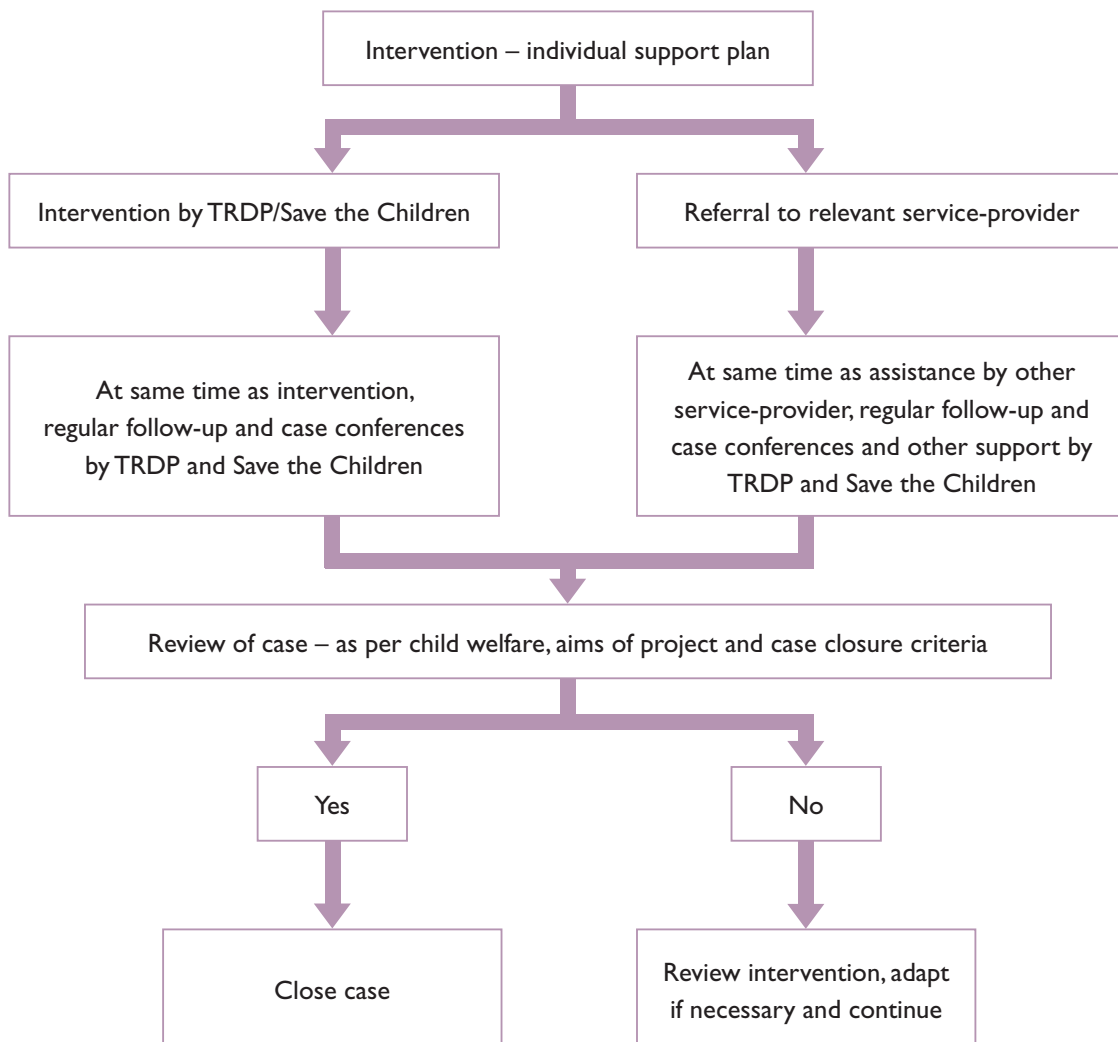 Intervention – individual support plan
Intervention by TRDP/Save the Children
Referral to relevant service-provider
At same time as intervention,
regular follow-up and case conferences
by TRDP and Save the Children
At same time as assistance by other
service-provider, regular follow-up and
case conferences and other support by
TRDP and Save the Children
Review of case – as per child welfare, aims of project and case closure criteria
Yes
No
Close case
Review intervention, adapt
if necessary and continue